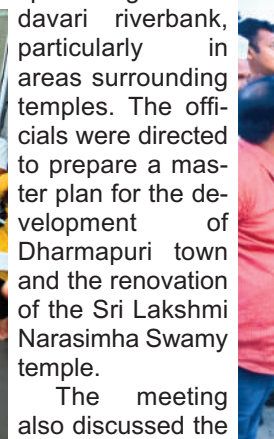 davari riverbank,
particularly in
areas surrounding
temples. The offi-
cials were directed
to prepare a mas-
ter plan for the de-
velopment of
Dharmapuri town
and the renovation
of the Sri Lakshmi
Narasimha Swamy
temple.
The meeting
also discussed the